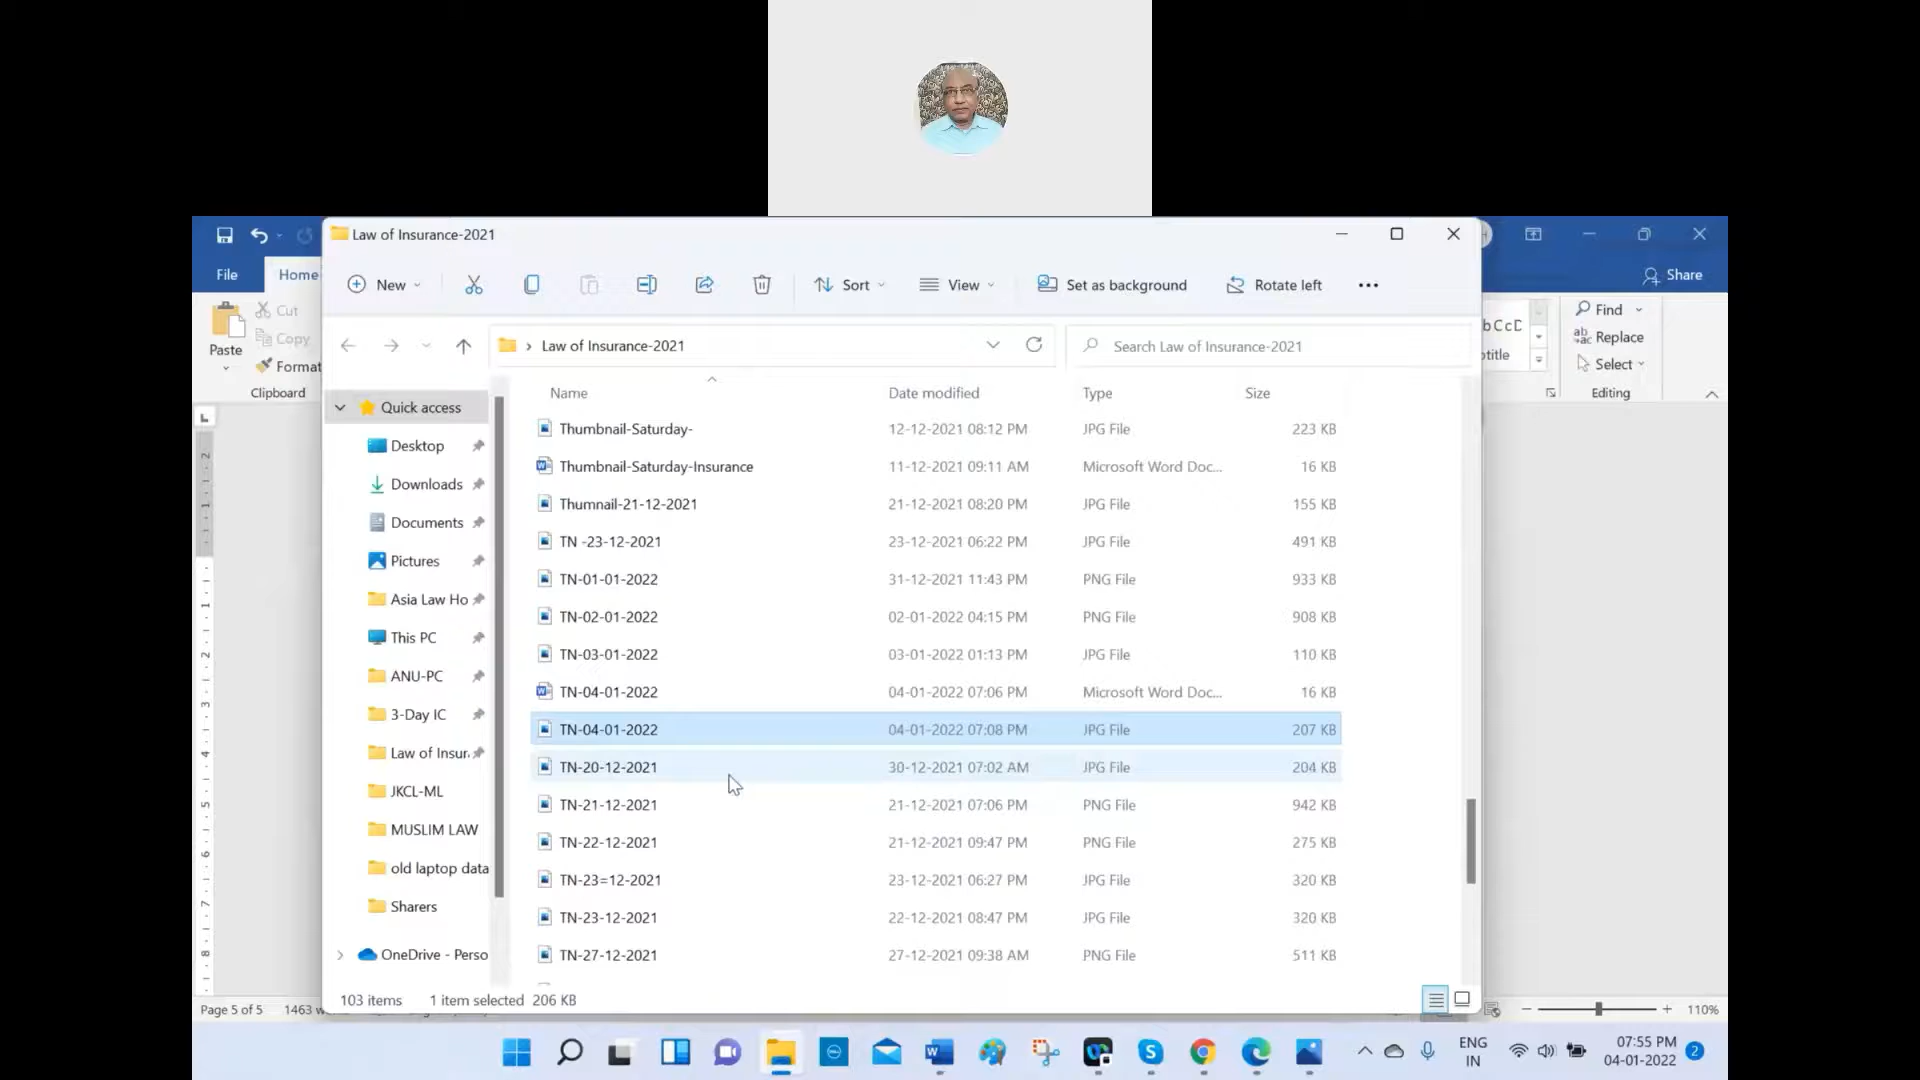 Law of Insurance-2021
File
Home
Share
New
Sort
View
Set as background
Rotate left
Paste
Cut
Copy
Format
Clipboard
Law of Insurance-2021
Search Law of Insurance-2021
Find
Replace
Select
Editing
Name Date modified Type Size
Quick access
Desktop
Downloads
Documents
Pictures
Asia Law Ho
This PC
ANU-PC
3-Day IC
Law of Insur
JKCL-ML
MUSLIM LAW
old laptop data
Sharers
OneDrive - Perso
Thumbnail-Saturday- 12-12-2021 08:12 PM JPG File 223 KB
Thumbnail-Saturday-Insurance 11-12-2021 09:11 AM Microsoft Word Doc... 16 KB
Thumnail-21-12-2021 21-12-2021 08:20 PM JPG File 155 KB
TN -23-12-2021 23-12-2021 06:22 PM JPG File 491 KB
TN-01-01-2022 31-12-2021 11:43 PM PNG File 933 KB
TN-02-01-2022 02-01-2022 04:15 PM PNG File 908 KB
TN-03-01-2022 03-01-2022 01:13 PM JPG File 110 KB
TN-04-01-2022 04-01-2022 07:06 PM Microsoft Word Doc... 16 KB
TN-04-01-2022 04-01-2022 07:08 PM JPG File 207 KB
TN-20-12-2021 30-12-2021 07:02 AM JPG File 204 KB
TN-21-12-2021 21-12-2021 07:06 PM PNG File 942 KB
TN-22-12-2021 21-12-2021 09:47 PM PNG File 275 KB
TN-23=12-2021 23-12-2021 06:27 PM JPG File 320 KB
TN-23-12-2021 22-12-2021 08:47 PM JPG File 320 KB
TN-27-12-2021 27-12-2021 09:38 AM PNG File 511 KB
103 items 1 item selected 206 KB
Page 5 of 5 1463 w
110%
ENG
IN
07:55 PM
04-01-2022
2